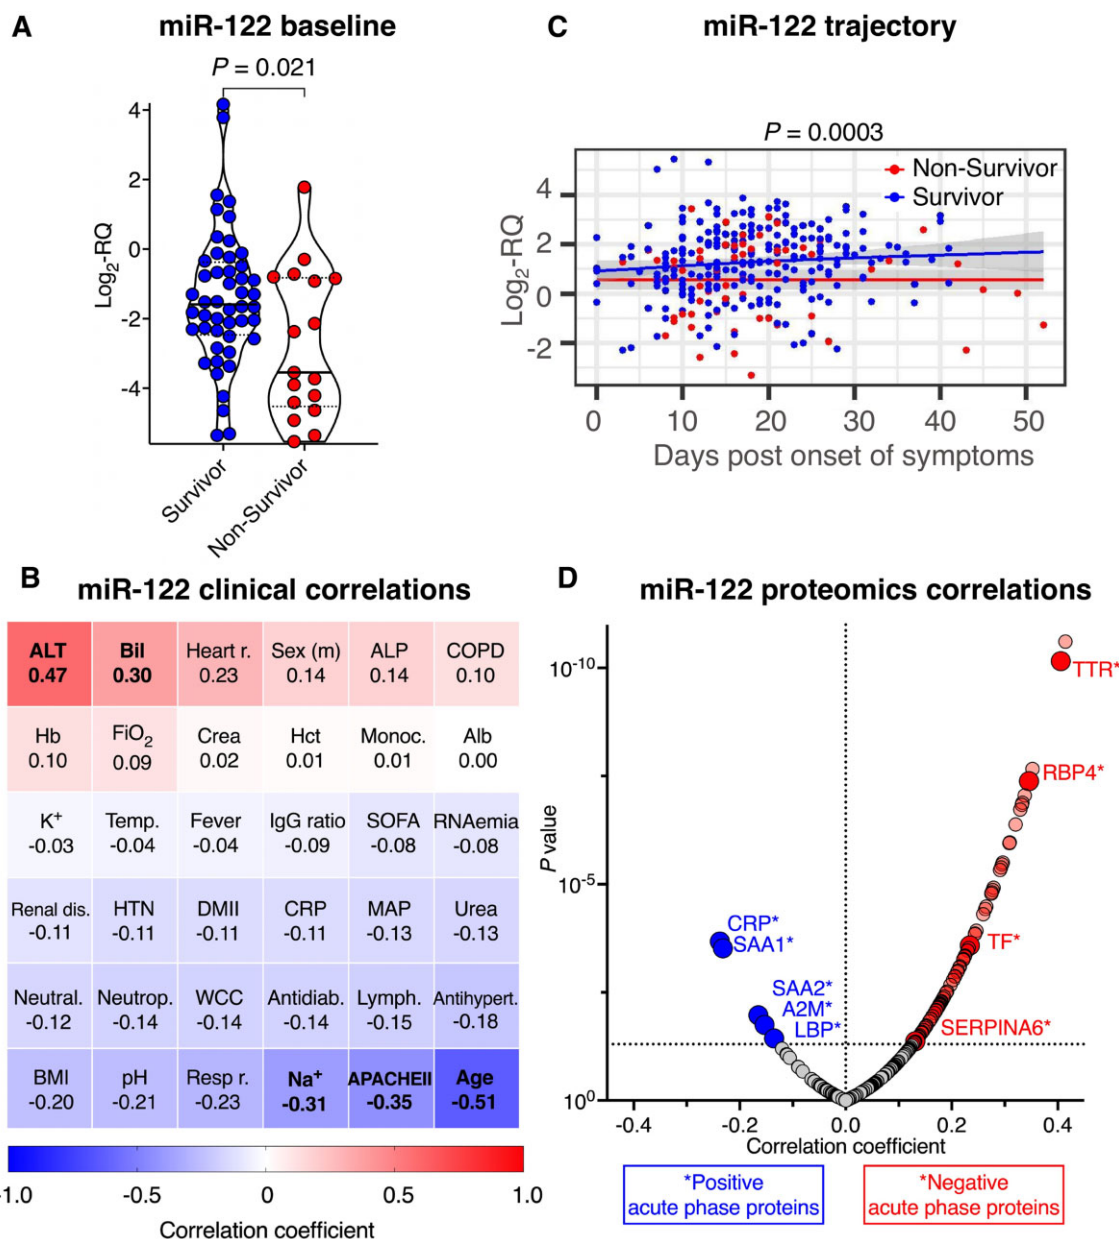 A
miR-122 baseline
P = 0.021
Log2-RQ
4
2
0
-2
-4
Survivor
Non-Survivor
C
miR-122 trajectory
P = 0.0003
Non-Survivor
Survivor
Log2-RQ
4
2
0
-2
0 10 20 30 40 50
Days post onset of symptoms
B
miR-122 clinical correlations
ALT Bil Heart r. Sex (m) ALP COPD
0.47 0.30 0.23 0.14 0.14 0.10
Hb FiO2 Crea Hct Monoc. Alb
0.10 0.09 0.02 0.01 0.01 0.00
K+ Temp. Fever IgG ratio SOFA RNAemia
-0.03 -0.04 -0.04 -0.09 -0.08 -0.08
Renal dis. HTN DMII CRP MAP Urea
-0.11 -0.11 -0.11 -0.11 -0.13 -0.13
Neutral. Neutrop. WCC Antidiab. Lymph. Antihypert.
-0.12 -0.14 -0.14 -0.14 -0.15 -0.18
BMI pH Resp r. Na+ APACHEII Age
-0.20 -0.21 -0.23 -0.31 -0.35 -0.51
-1.0 -0.5 0 0.5 1.0
Correlation coefficient
D
miR-122 proteomics correlations
P value
10-10
10-5
100
TTR*
RBP4*
TF*
SERPINA6*
CRP*
SAA1*
SAA2*
A2M*
LBP*
-0.4 -0.2 0.0 0.2 0.4
Correlation coefficient
*Positive
acute phase proteins
*Negative
acute phase proteins